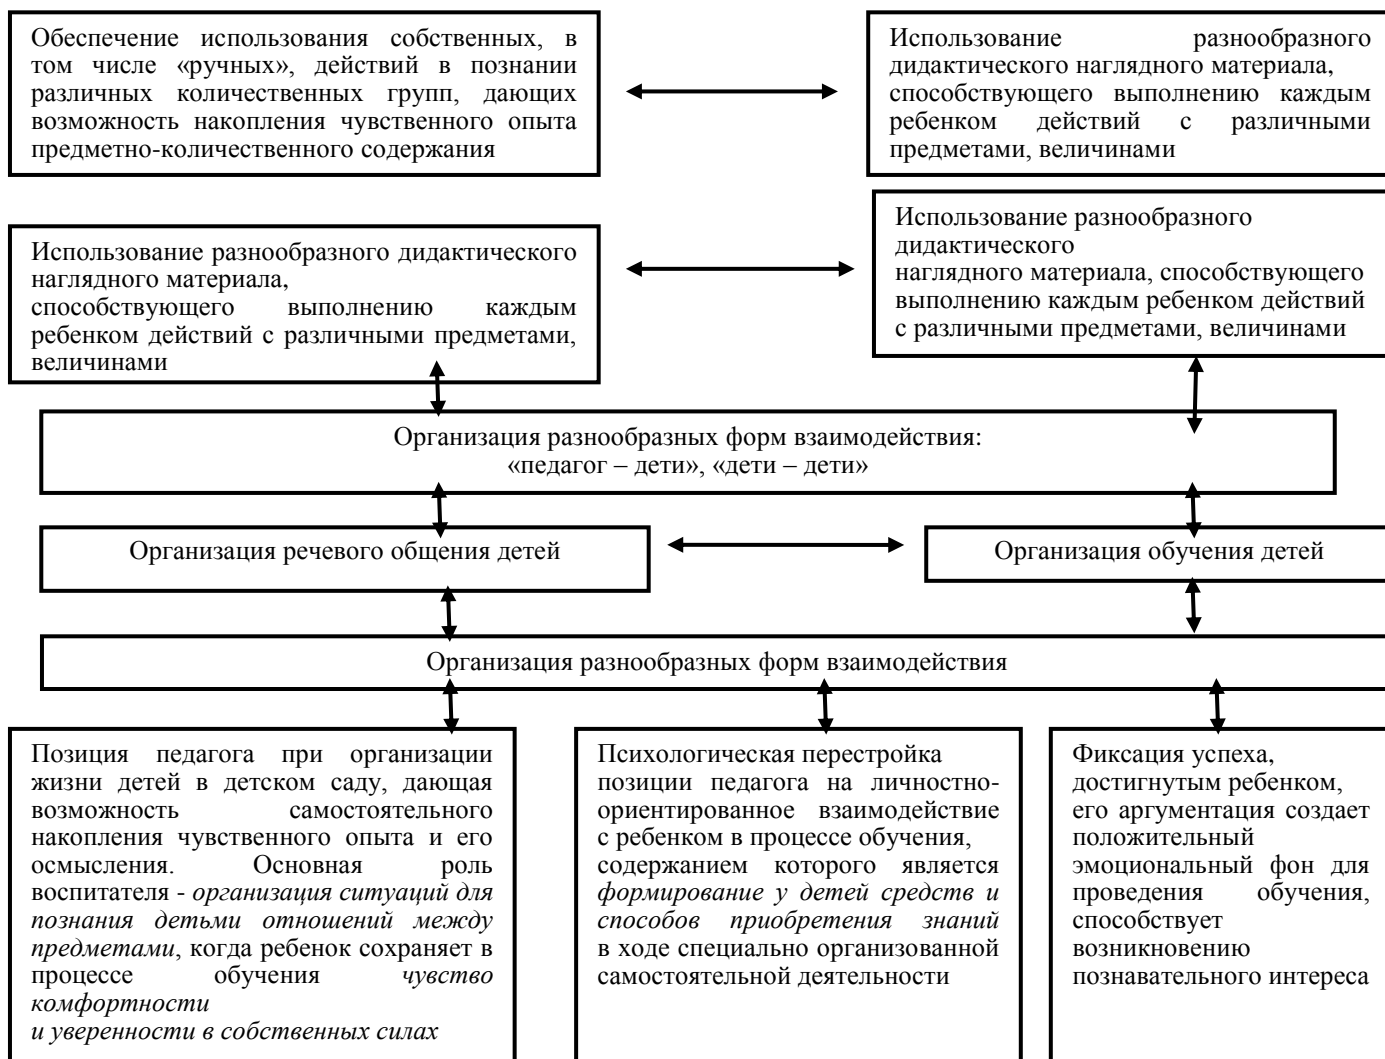 Обеспечение использования собственных, в
том числе «ручных», действий в познании
различных количественных групп, дающих
возможность накопления чувственного опыта
предметно-количественного содержания
Использование разнообразного
дидактического наглядного материала,
способствующего выполнению каждым
ребенком действий с различными
предметами, величинами
Использование разнообразного дидактического
наглядного материала,
способствующего выполнению каждым
ребенком действий с различными предметами,
величинами
Использование разнообразного
дидактического
наглядного материала, способствующего
выполнению каждым ребенком действий
с различными предметами, величинами
Организация разнообразных форм взаимодействия:
«педагог – дети», «дети – дети»
Организация речевого общения детей
Организация обучения детей
Организация разнообразных форм взаимодействия
Позиция педагога при организации
жизни детей в детском саду, дающая
возможность самостоятельного
накопления чувственного опыта и его
осмысления. Основная роль
воспитателя - организация ситуаций для
познания детьми отношений между
предметами, когда ребенок сохраняет в
процессе обучения чувство
комфортности
и уверенности в собственных силах
Психологическая перестройка
позиции педагога на личностно-
ориентированное взаимодействие
с ребенком в процессе обучения,
содержанием которого является
формирование у детей средств и
способов приобретения знаний
в ходе специально организованной
самостоятельной деятельности
Фиксация успеха,
достигнутым ребенком,
его аргументация создает
положительный
эмоциональный фон для
проведения обучения,
способствует
возникновению
познавательного интереса